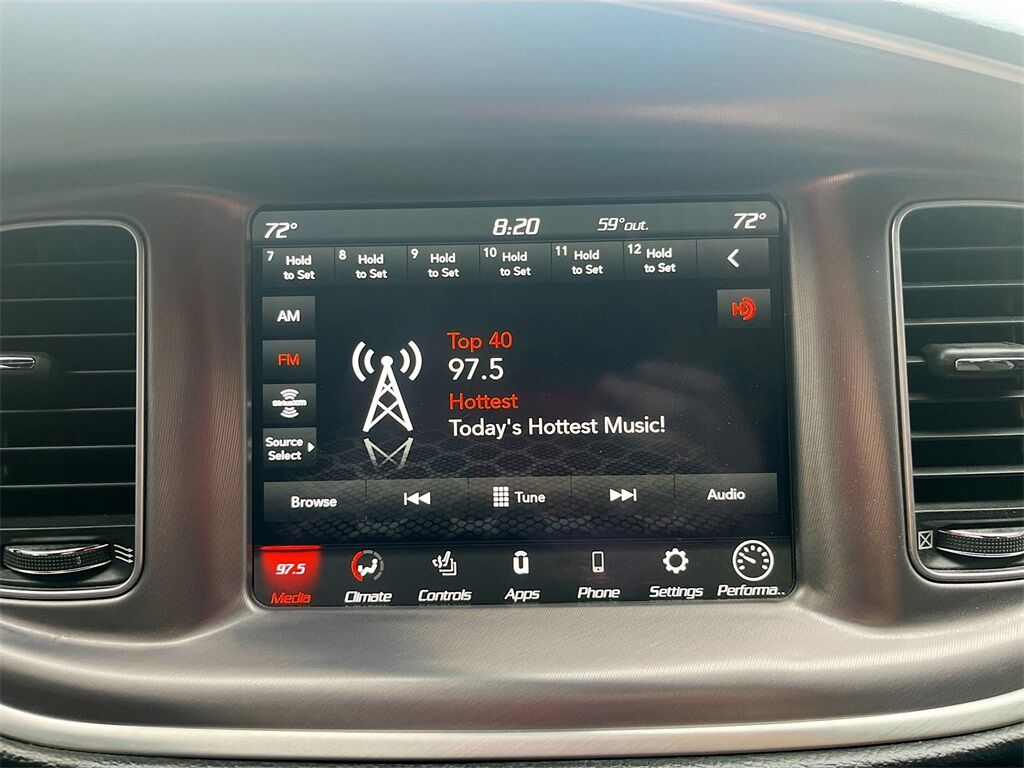 72° 8:20 59°out. 72°
7 Hold to Set
8 Hold to Set
9 Hold to Set
10 Hold to Set
11 Hold to Set
12 Hold to Set
AM
HD
Top 40
FM
97.5
siriusxm
Hottest
Today's Hottest Music!
Source
Select
Browse
Tune
Audio
97.5
Media
Climate
Controls
Apps
Phone
Settings
Performa..